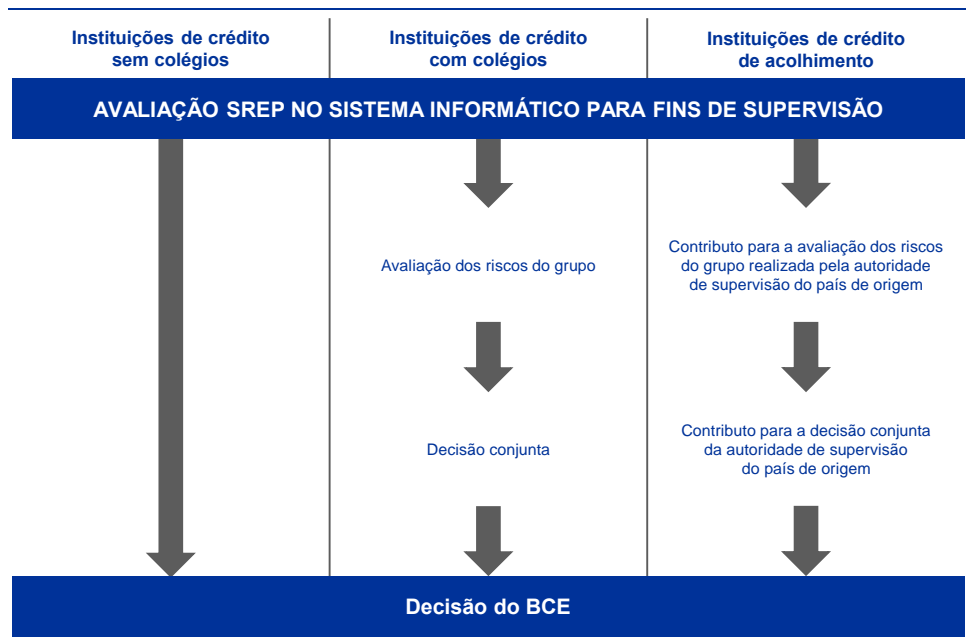 Instituições de crédito
sem colégios
Instituições de crédito
com colégios
Instituições de crédito
de acolhimento
AVALIAÇÃO SREP NO SISTEMA INFORMÁTICO PARA FINS DE SUPERVISÃO
Avaliação dos riscos do grupo
Contributo para a avaliação dos riscos
do grupo realizada pela autoridade
de supervisão do país de origem
Decisão conjunta
Contributo para a decisão conjunta
da autoridade de supervisão
do país de origem
Decisão do BCE